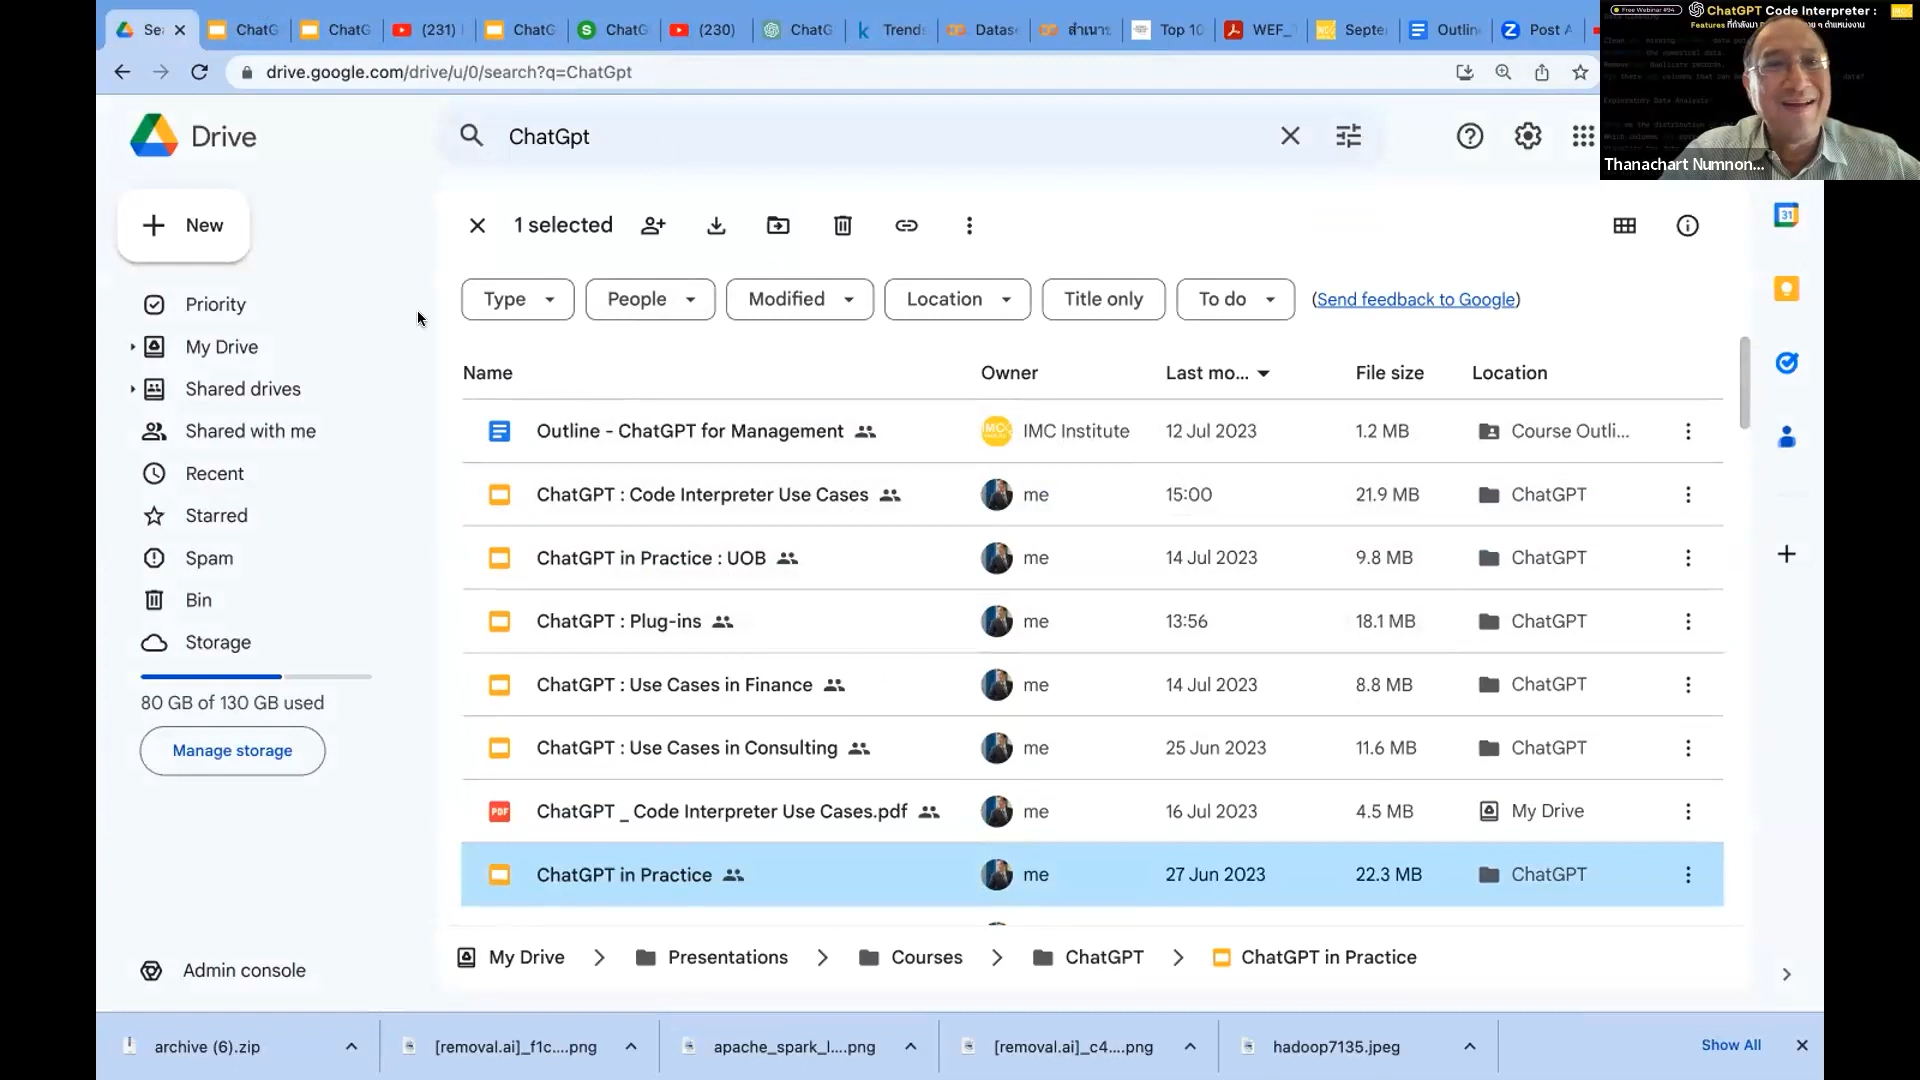 Se
ChatG
ChatG
(231)
ChatG
ChatG
(230)
ChatG
Trend
Datas
สำเนา
Top 10
WEF_
Septe
Outlin
Post A
drive.google.com/drive/u/0/search?q=ChatGpt
Free Webinar #94
ChatGPT Code Interpreter :
Thanachart Numnon...
Drive
ChatGpt
New
1 selected
Type
People
Modified
Location
Title only
To do
(Send feedback to Google)
Priority
My Drive
Shared drives
Shared with me
Recent
Starred
Spam
Bin
Storage
80 GB of 130 GB used
Manage storage
Admin console
Name Owner Last mo... File size Location
Outline - ChatGPT for Management IMC Institute 12 Jul 2023 1.2 MB Course Outli...
ChatGPT : Code Interpreter Use Cases me 15:00 21.9 MB ChatGPT
ChatGPT in Practice : UOB me 14 Jul 2023 9.8 MB ChatGPT
ChatGPT : Plug-ins me 13:56 18.1 MB ChatGPT
ChatGPT : Use Cases in Finance me 14 Jul 2023 8.8 MB ChatGPT
ChatGPT : Use Cases in Consulting me 25 Jun 2023 11.6 MB ChatGPT
PDF ChatGPT _ Code Interpreter Use Cases.pdf me 16 Jul 2023 4.5 MB My Drive
ChatGPT in Practice me 27 Jun 2023 22.3 MB ChatGPT
My Drive Presentations Courses ChatGPT ChatGPT in Practice
31
archive (6).zip
[removal.ai]_f1c....png
apache_spark_l....png
[removal.ai]_c4....png
hadoop7135.jpeg
Show All